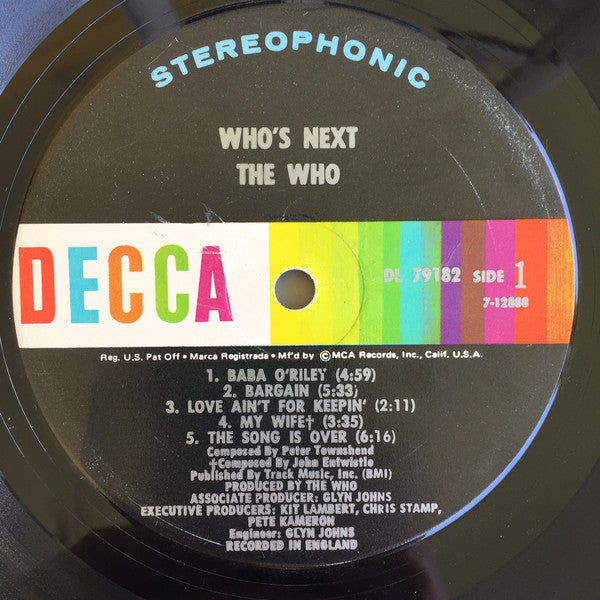 STEREOPHONIC
WHO'S NEXT
THE WHO
DECCA
DL 79182 SIDE 1
Reg. U.S. Pat Off • Marca Registrada • Mf'd by ©MCA Records, Inc., Calif. U.S.A.
1. BABA O'RILEY (4:59)
2. BARGAIN (5:33)
3. LOVE AIN'T FOR KEEPIN' (2:11)
4. MY WIFE† (3:35)
5. THE SONG IS OVER (6:16)
Composed By Peter Townshend
†Composed By John Entwistle
Published By Track Music, Inc. (BMI)
PRODUCED BY THE WHO
ASSOCIATE PRODUCER: GLYN JOHNS
EXECUTIVE PRODUCERS: KIT LAMBERT, CHRIS STAMP,
PETE KAMERON
Engineer: GLYN JOHNS
RECORDED IN ENGLAND